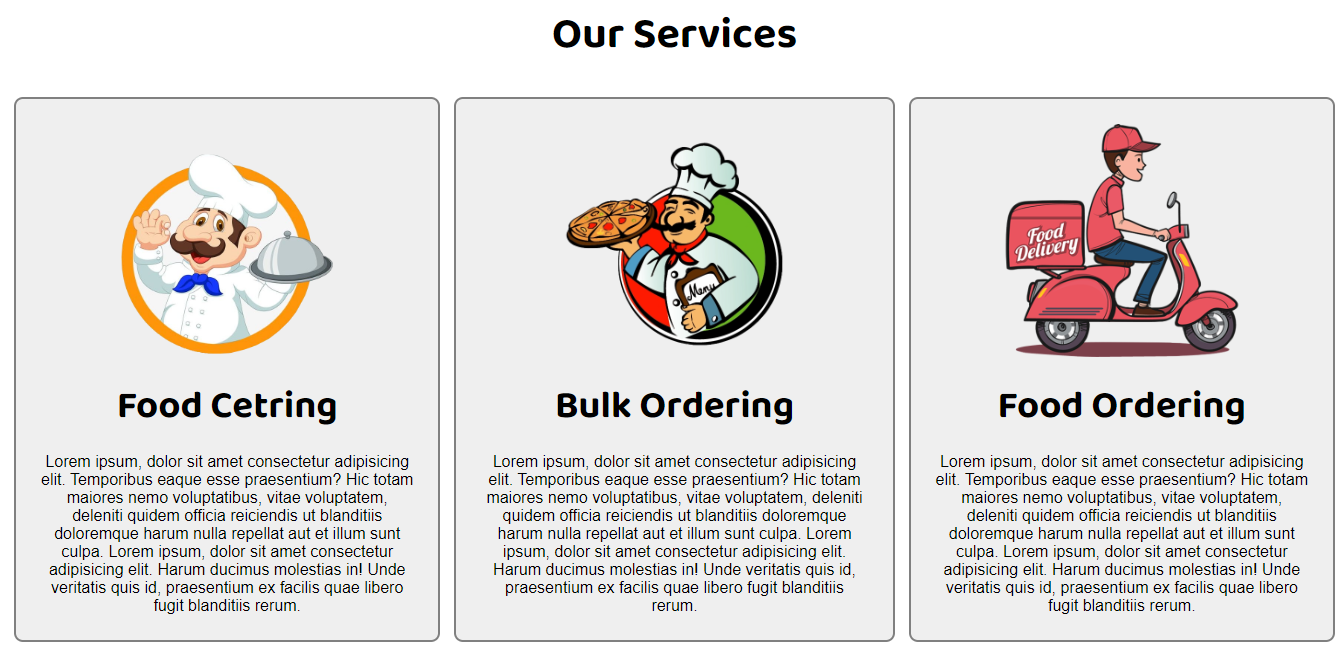 Our Services
Food Cetring
Lorem ipsum, dolor sit amet consectetur adipisicing
elit. Temporibus eaque esse praesentium? Hic totam
maiores nemo voluptatibus, vitae voluptatem,
deleniti quidem officia reiciendis ut blanditiis
doloremque harum nulla repellat aut et illum sunt
culpa. Lorem ipsum, dolor sit amet consectetur
adipisicing elit. Harum ducimus molestias in! Unde
veritatis quis id, praesentium ex facilis quae libero
fugit blanditiis rerum.
Menu
Bulk Ordering
Lorem ipsum, dolor sit amet consectetur adipisicing
elit. Temporibus eaque esse praesentium? Hic totam
maiores nemo voluptatibus, vitae voluptatem, deleniti
quidem officia reiciendis ut blanditiis doloremque
harum nulla repellat aut et illum sunt culpa. Lorem
ipsum, dolor sit amet consectetur adipisicing elit.
Harum ducimus molestias in! Unde veritatis quis id,
praesentium ex facilis quae libero fugit blanditiis
rerum.
Food
Delivery
Food Ordering
Lorem ipsum, dolor sit amet consectetur adipisicing
elit. Temporibus eaque esse praesentium? Hic totam
maiores nemo voluptatibus, vitae voluptatem,
deleniti quidem officia reiciendis ut blanditiis
doloremque harum nulla repellat aut et illum sunt
culpa. Lorem ipsum, dolor sit amet consectetur
adipisicing elit. Harum ducimus molestias in! Unde
veritatis quis id, praesentium ex facilis quae libero
fugit blanditiis rerum.